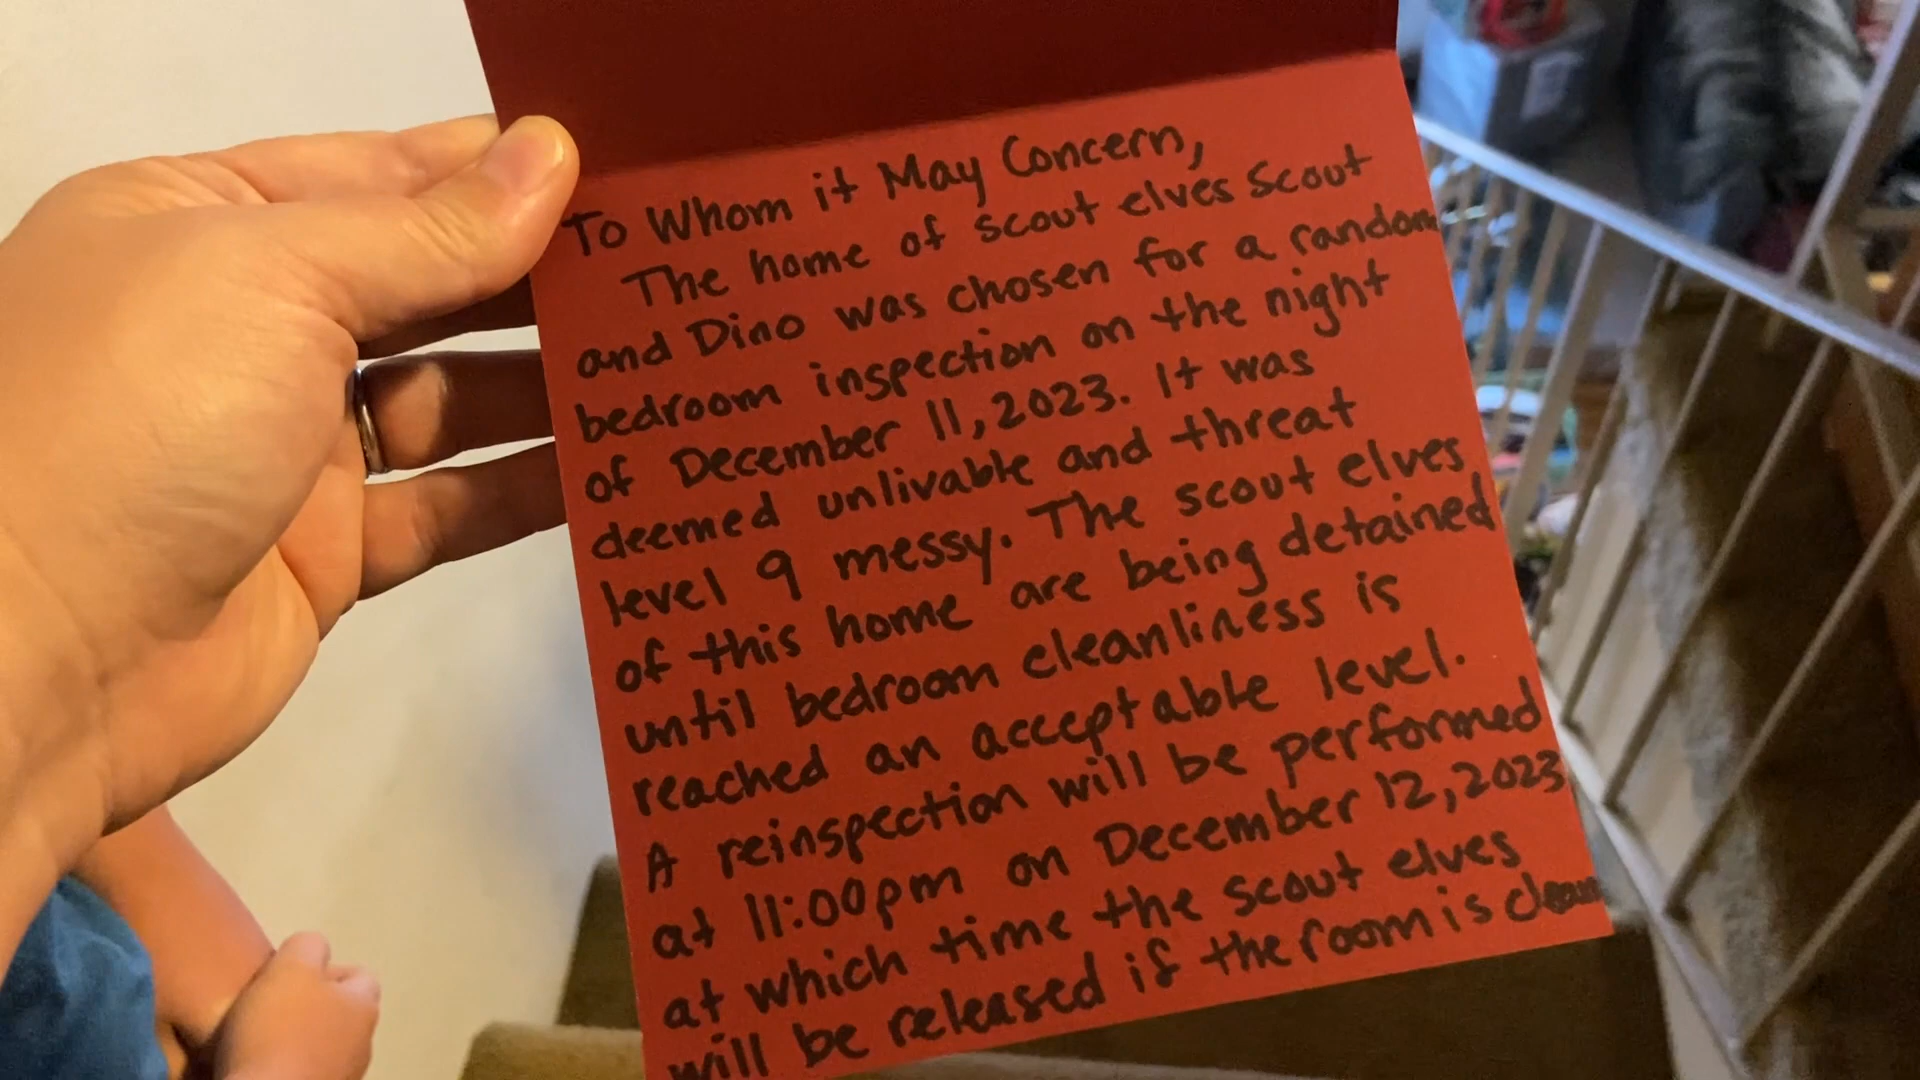 To Whom it May Concern,
The home of scout elves Scout
and Dino was chosen for a random
bedroom inspection on the night
of December 11, 2023. It was
deemed unlivable and threat
level 9 messy. The scout elves
of this home are being detained
until bedroom cleanliness is
reached an acceptable level.
A reinspection will be performed
at 11:00pm on December 12, 2023
at which time the scout elves
will be released if the room is clean